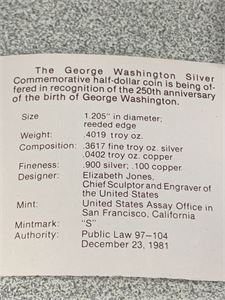 The George Washington Silver
Commemorative half-dollar coin is being of-
fered in recognition of the 250th anniversary
of the birth of George Washington.
Size 1.205" in diameter;
reeded edge
Weight: .4019 troy oz.
Composition: .3617 fine troy oz. silver
.0402 troy oz. copper
Fineness: .900 silver; .100 copper
Designer: Elizabeth Jones,
Chief Sculptor and Engraver of
the United States
Mint: United States Assay Office in
San Francisco, California
Mintmark: "S"
Authority: Public Law 97–104
December 23, 1981